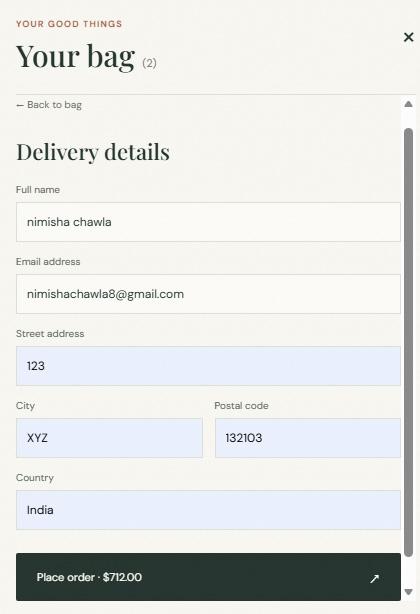 YOUR GOOD THINGS
Your bag (2)
×
← Back to bag
Delivery details
Full name
nimisha chawla
Email address
nimishachawla8@gmail.com
Street address
123
City Postal code
XYZ 132103
Country
India
Place order · $712.00 ↗